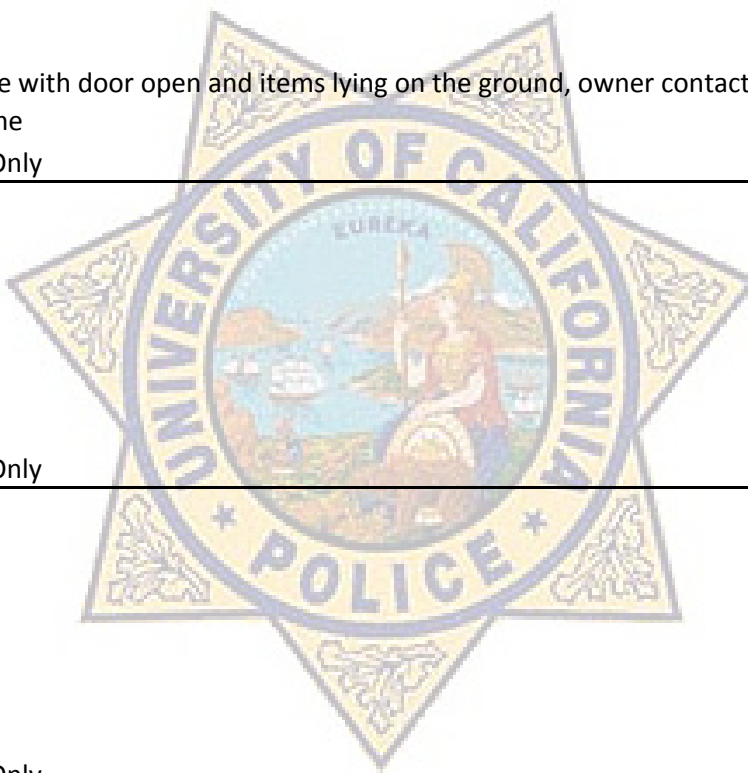 e with door open and items lying on the ground, owner contact
ne
Only
UNIVERSITY OF CALIFORNIA
EUREKA
Only
POLICE
Only